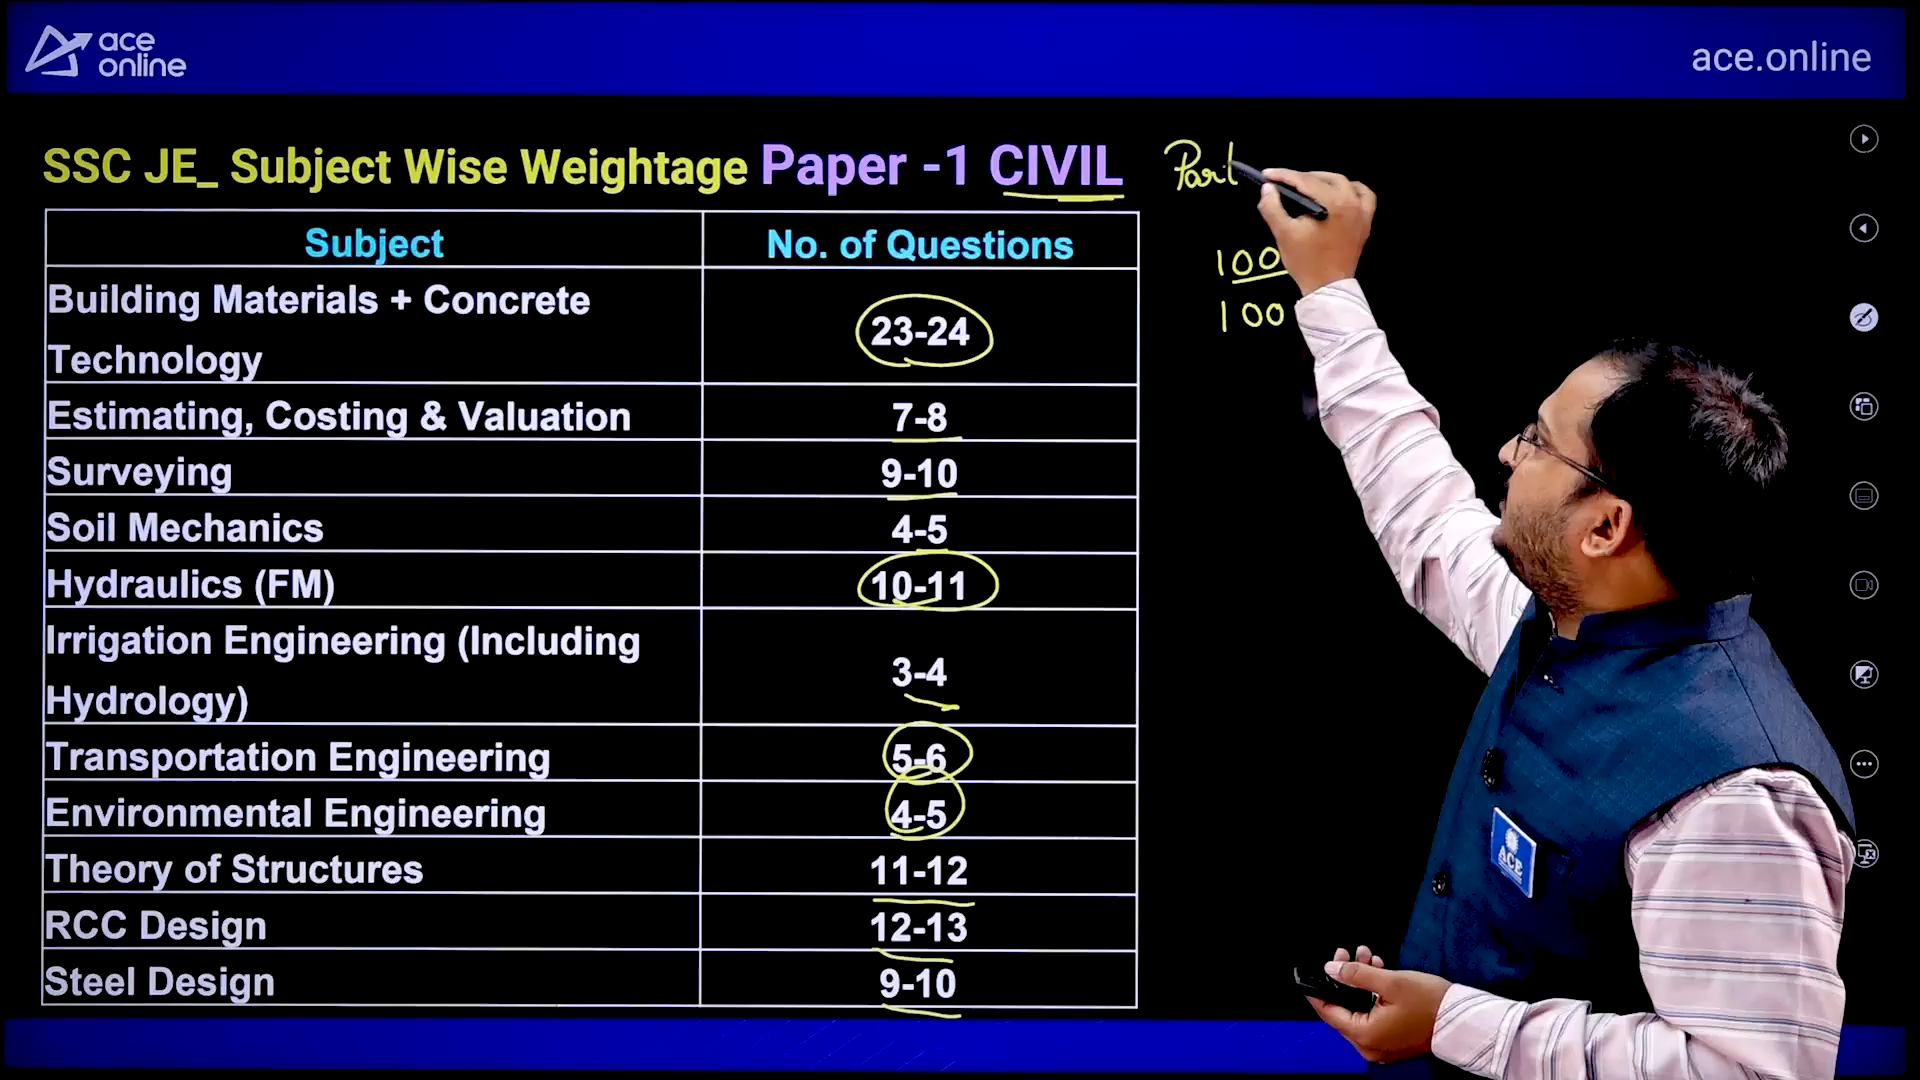 ace
online
ace.online
SSC JE_ Subject Wise Weightage Paper -1 CIVIL
Part
100
100
Subject
No. of Questions
Building Materials + Concrete
Technology
23-24
Estimating, Costing & Valuation
7-8
Surveying
9-10
Soil Mechanics
4-5
Hydraulics (FM)
10-11
Irrigation Engineering (Including
Hydrology)
3-4
Transportation Engineering
5-6
Environmental Engineering
4-5
Theory of Structures
11-12
RCC Design
12-13
Steel Design
9-10
ACE